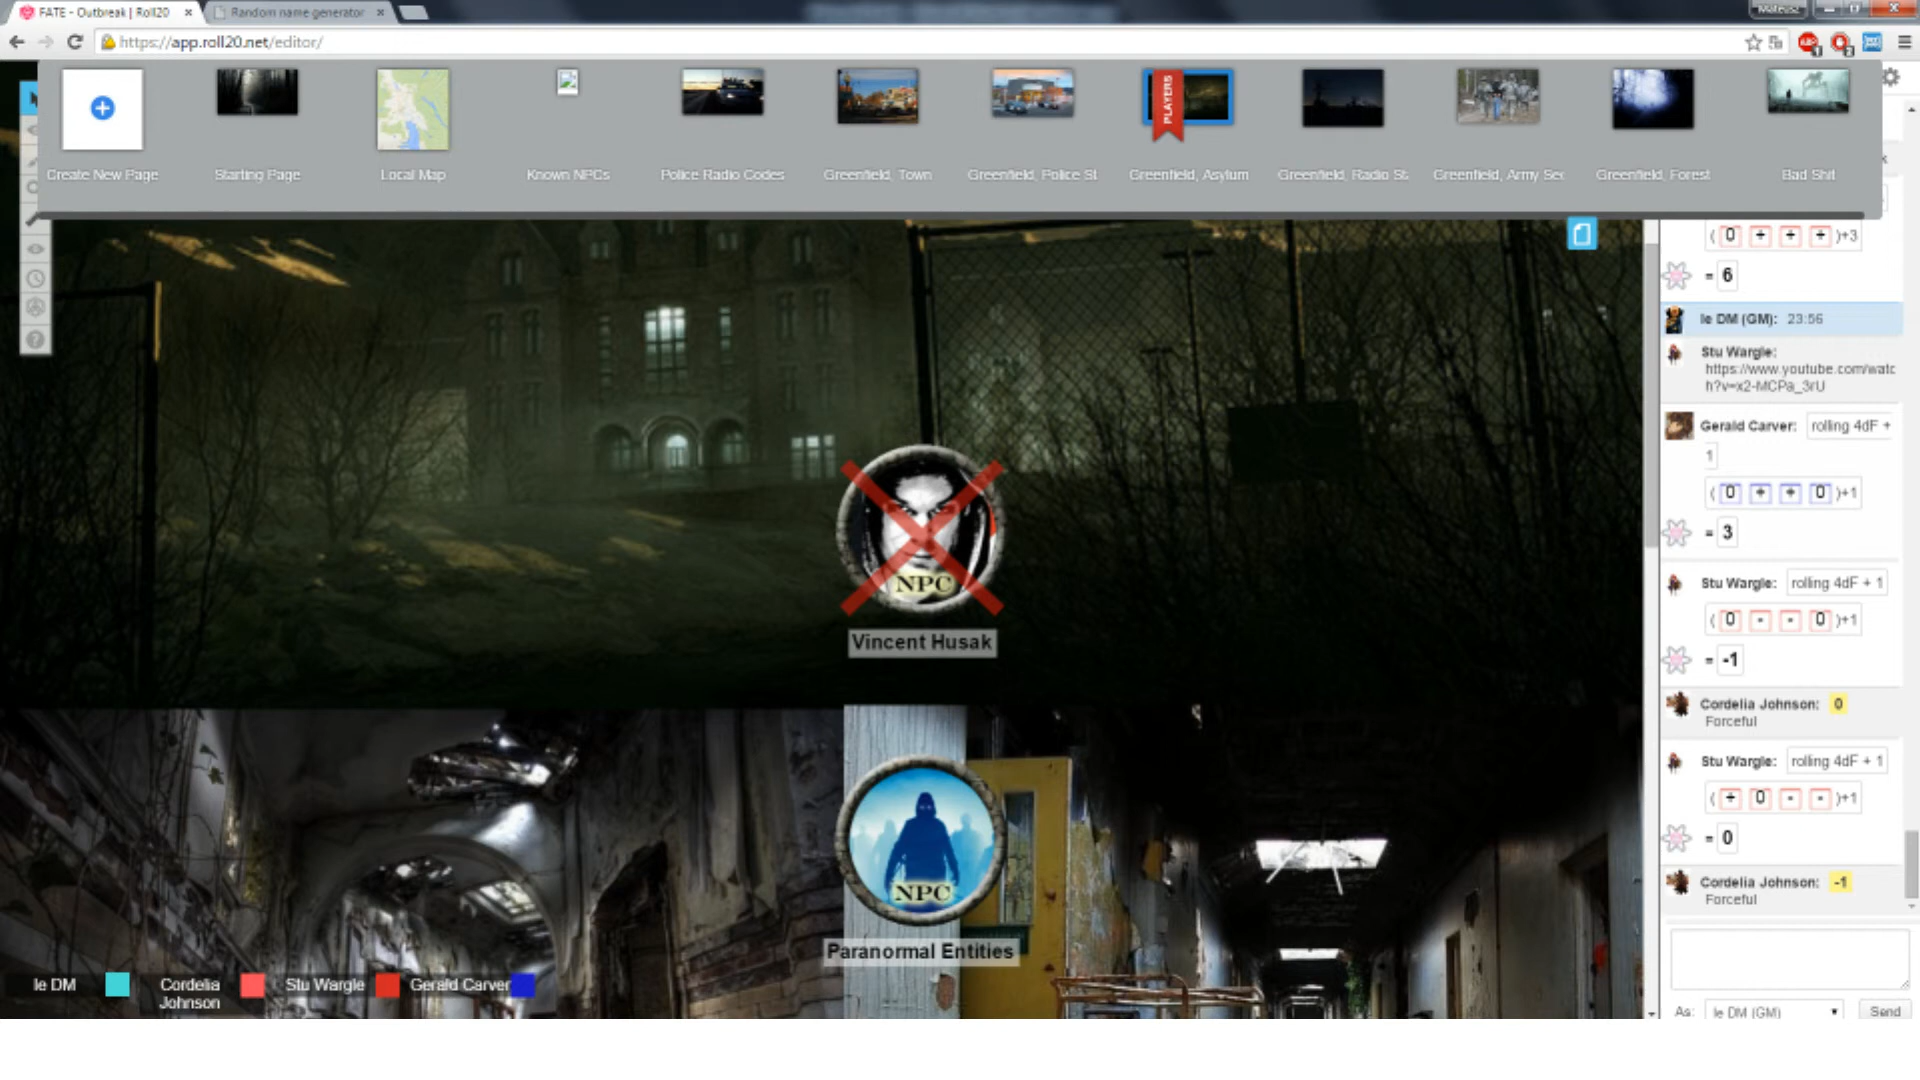 FATE - Outbreak | Roll20
Random name generator
Mateusz
https://app.roll20.net/editor/
PLAYERS
Create New Page
Starting Page
Local Map
Known NPCs
Police Radio Codes
Greenfield, Town
Greenfield, Police St
Greenfield, Asylum
Greenfield, Radio St
Greenfield, Army Sec
Greenfield, Forest
Bad Shit
( 0 + + + )+3
= 6
le DM (GM): 23:56
Stu Wargle:
https://www.youtube.com/watc
h?v=x2-MCPa_3rU
Gerald Carver: rolling 4dF +
1
( 0 + + 0 )+1
= 3
Stu Wargle: rolling 4dF + 1
( 0 - - 0 )+1
= -1
Cordelia Johnson: 0
Forceful
Stu Wargle: rolling 4dF + 1
( + 0 - - )+1
= 0
Cordelia Johnson: -1
Forceful
As: le DM (GM) Send
NPC
Vincent Husak
NPC
Paranormal Entities
le DM
Cordelia
Johnson
Stu Wargle
Gerald Carver